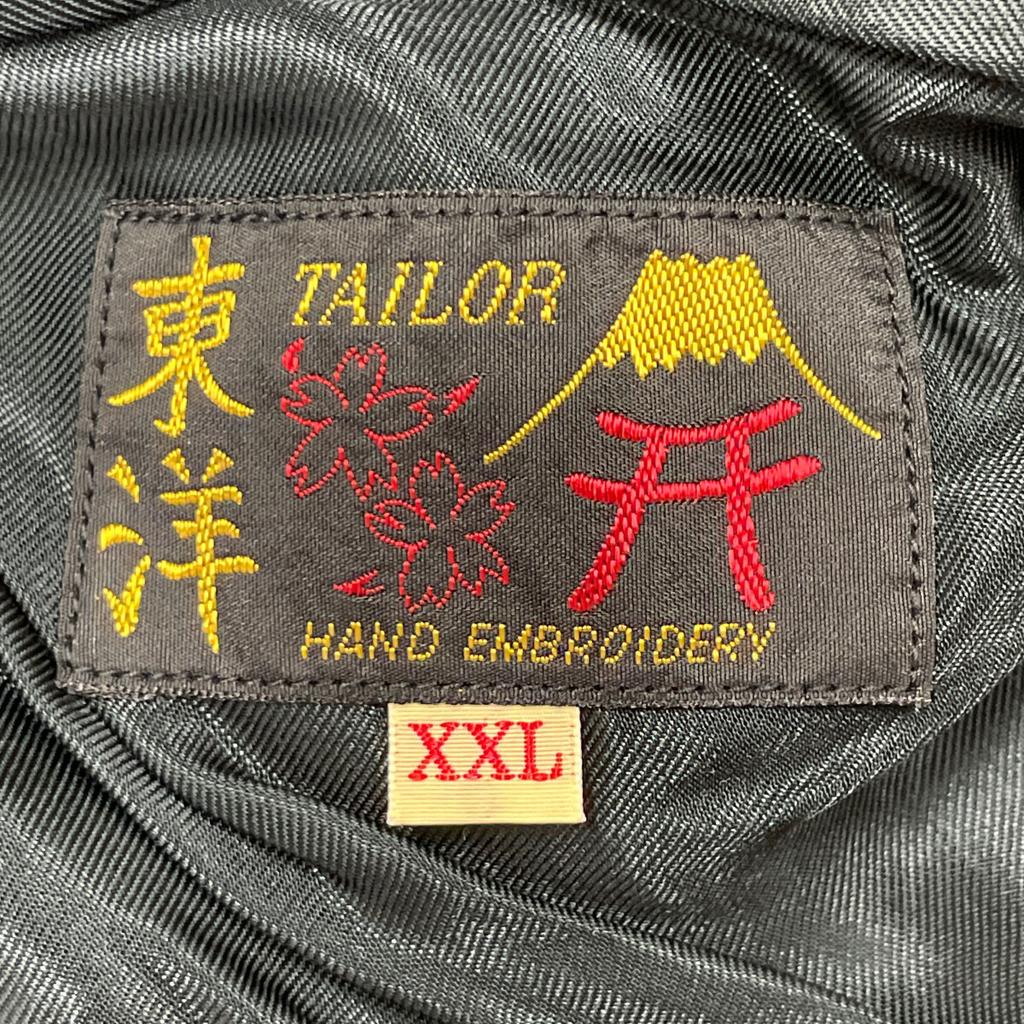 東洋
TAILOR
HAND EMBROIDERY
XXL